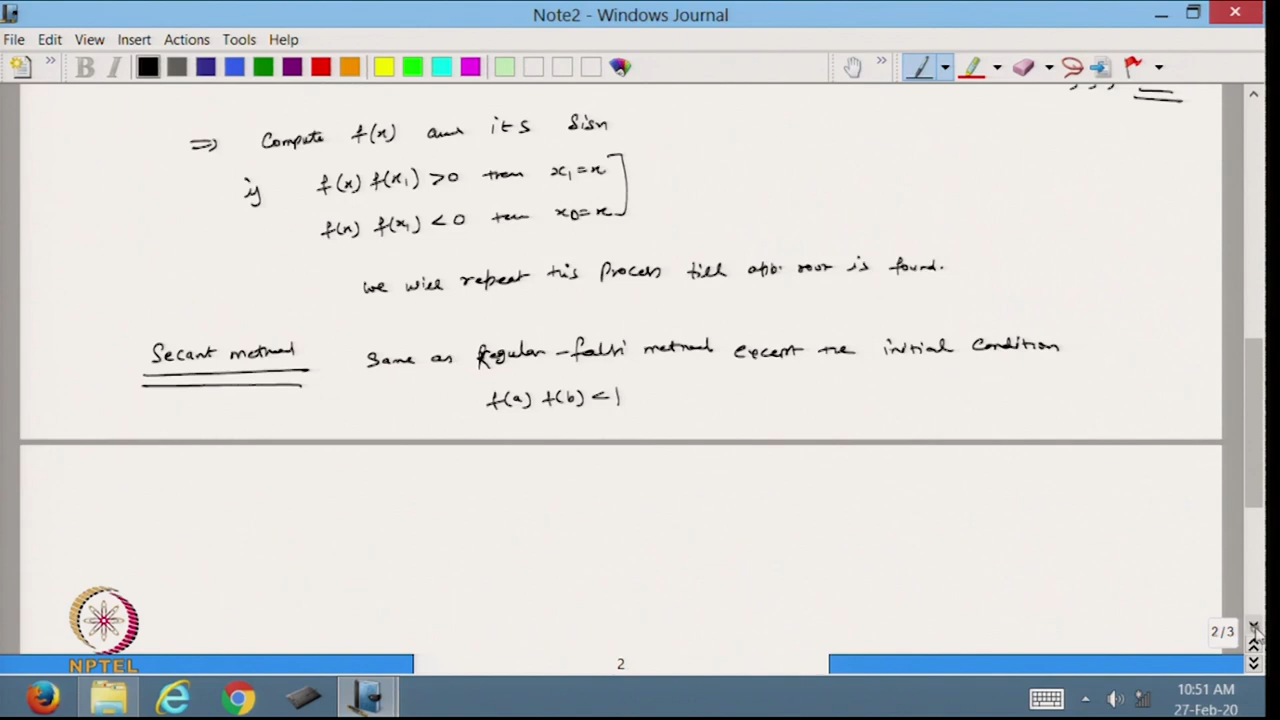 Note2 - Windows Journal
File Edit View Insert Actions Tools Help
B I
⇒ Compute f(x) and its sign
if f(x) f(x₁) >0 then x₁=x
f(x) f(x₁) <0 then x₀=x
we will repeat this process till app. root is found.
Secant method Same as Regular-falsi method except the initial condition
f(a) f(b) <
2/3
NPTEL
2
10:51 AM
27-Feb-20